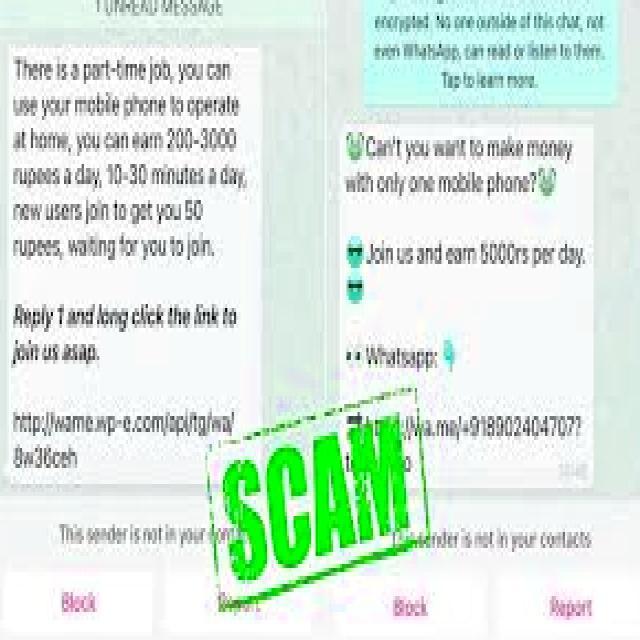 1 UNREAD MESSAGE
There is a part-time job, you can
use your mobile phone to operate
at home, you can earn 200-3000
rupees a day, 10-30 minutes a day,
new users join to get you 50
rupees, waiting for you to join.
Reply 1 and long click the link to
join us asap.
http://wame.wp-e.com/api/tg/wa/
8w36ceh
This sender is not in your
Block
encrypted. No one outside of this chat, not
even WhatsApp, can read or listen to them.
Tap to learn more.
Can't you want to make money
with only one mobile phone?
Join us and earn 5000rs per day.
Whatsapp:
/wa.me/+918902404707?
This sender is not in your contacts
Block
Report
SCAM